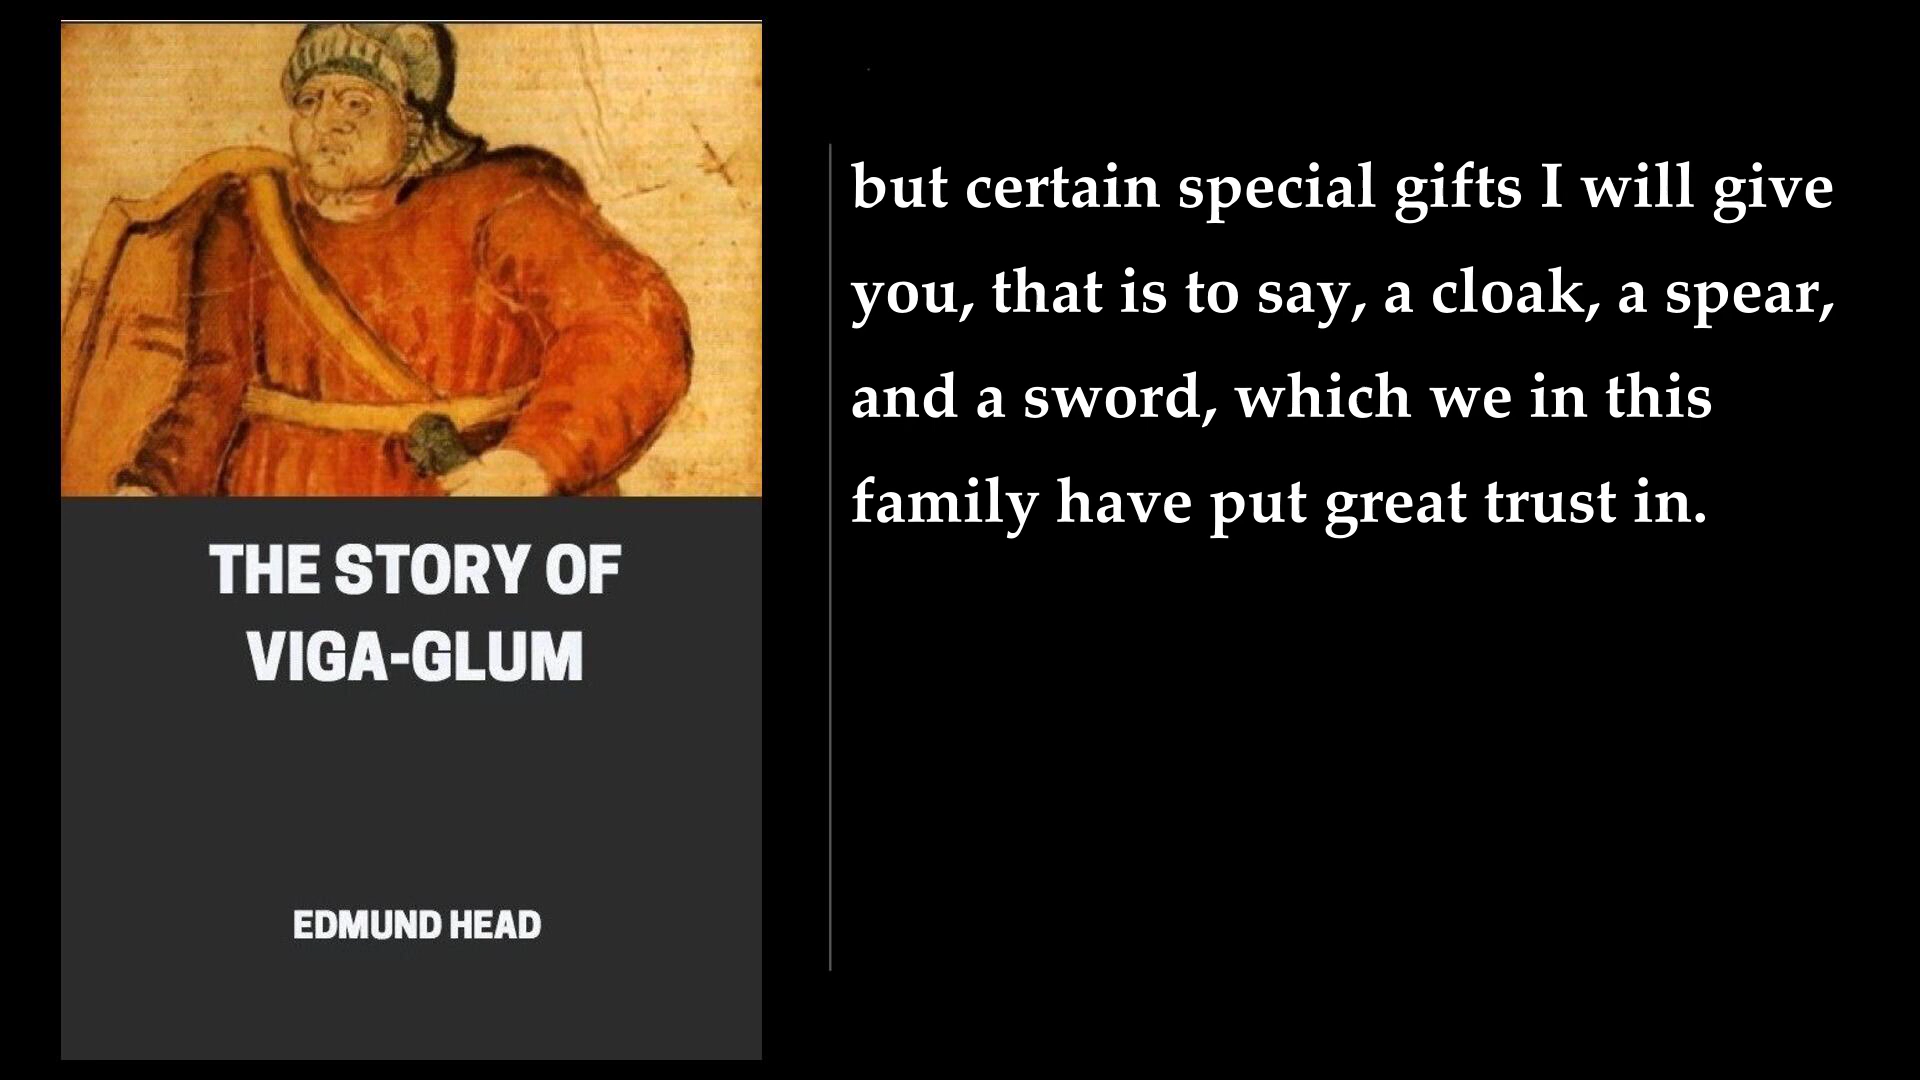 THE STORY OF
VIGA-GLUM
EDMUND HEAD
but certain special gifts I will give
you, that is to say, a cloak, a spear,
and a sword, which we in this
family have put great trust in.